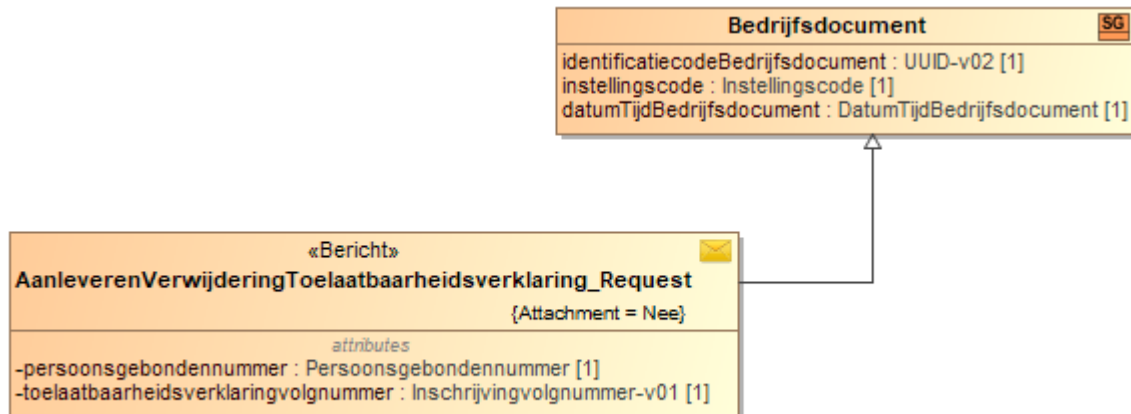 Bedrijfsdocument
SG
identificatiecodeBedrijfsdocument : UUID-v02 [1]
instellingscode : Instellingscode [1]
datumTijdBedrijfsdocument : DatumTijdBedrijfsdocument [1]
«Bericht»
AanleverenVerwijderingToelaatbaarheidsverklaring_Request
{Attachment = Nee}
attributes
-persoonsgebondennummer : Persoonsgebondennummer [1]
-toelaatbaarheidsverklaringvolgnummer : Inschrijvingvolgnummer-v01 [1]